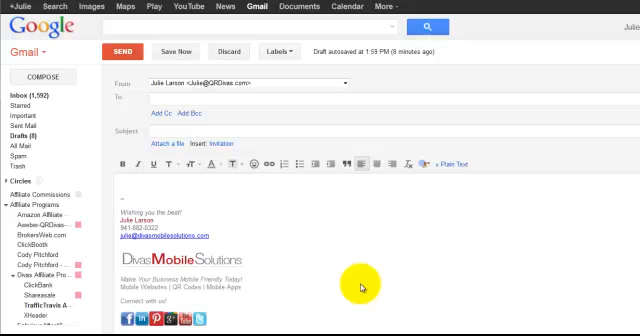 +Julie Search Images Maps Play YouTube News Gmail Documents Calendar More
Google
Julie
Gmail
SEND Save Now Discard Labels Draft autosaved at 1:59 PM (8 minutes ago)
COMPOSE
From Julie Larson <Julie@QRDivas.com>
To
Add Cc Add Bcc
Subject
Attach a file Insert: Invitation
B I U T TT A T Tx « Plain Text
Inbox (1,592)
Starred
Important
Sent Mail
Drafts (8)
All Mail
Spam
Trash
Circles
Affiliate Commissions
Affiliate Programs
Amazon Affiliate
Aweber-QRDivas
BrokersWeb.com
ClickBooth
Cody Pitchford
Cody Pitchford -
Divas Affiliate Pro...
ClickBank
Shareasale
TrafficTravis A
XHeader
--
Wishing you the best!
Julie Larson
941-882-0322
julie@divasmobilesolutions.com
DivasMobileSolutions
Make Your Business Mobile Friendly Today!
Mobile Websites | QR Codes | Mobile Apps
Connect with us!